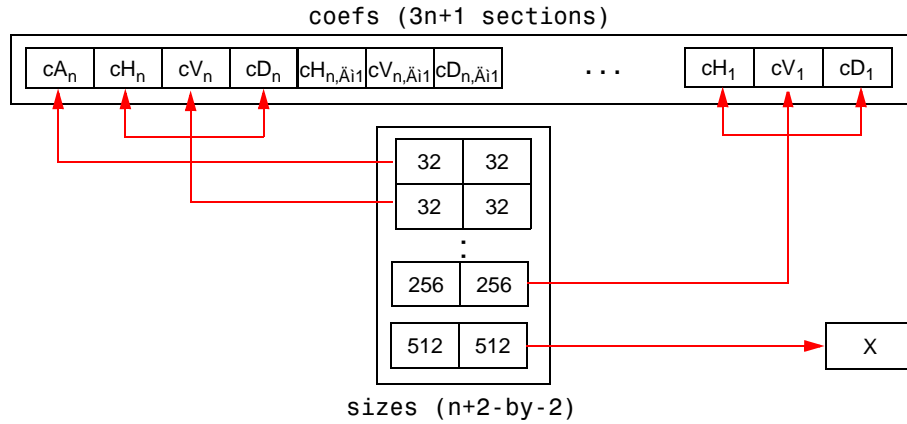 coefs (3n+1 sections)
cAn cHn cVn cDn cHn‚Äì1 cVn‚Äì1 cDn‚Äì1 ... cH1 cV1 cD1
32 32
32 32
:
256 256
512 512 X
sizes (n+2-by-2)